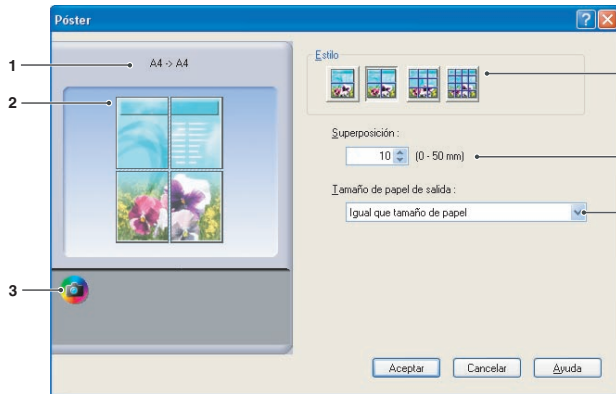 Póster
1
A4 -> A4
2
3
Estilo
Superposición :
10 (0 - 50 mm)
Tamaño de papel de salida :
Igual que tamaño de papel
Aceptar Cancelar Ayuda